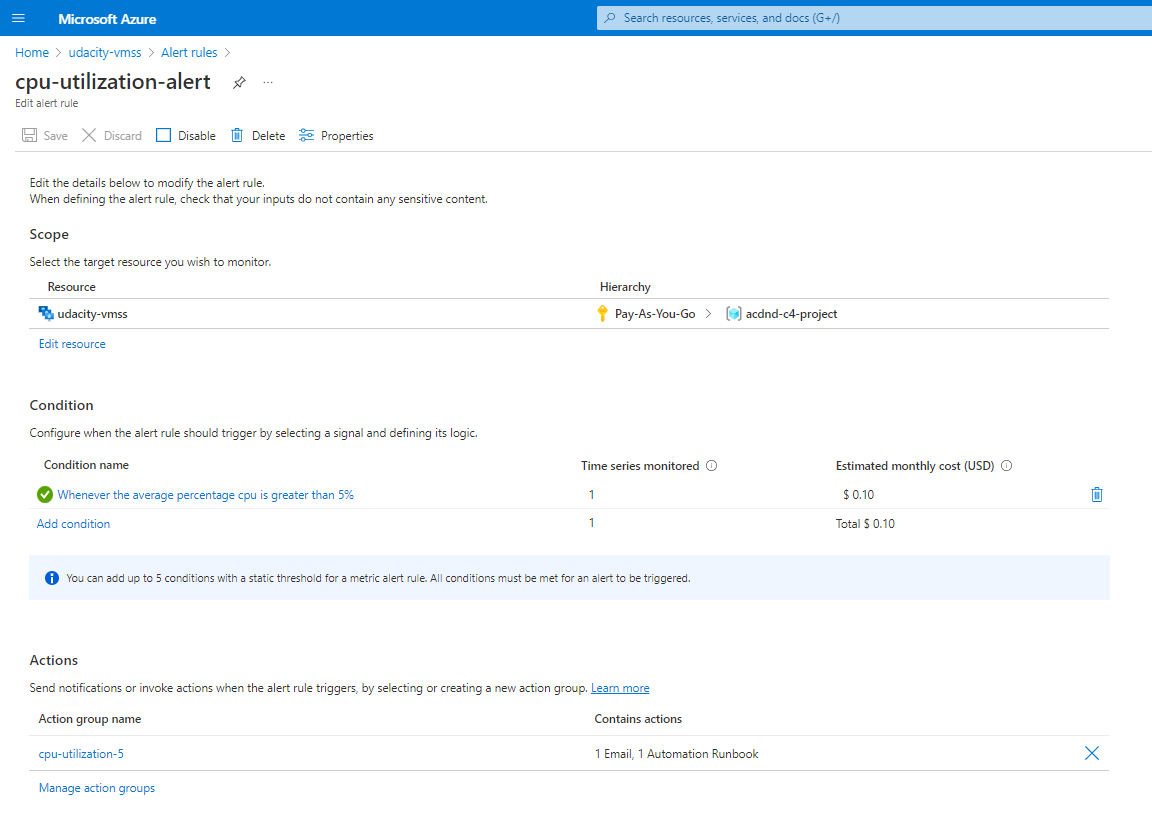 Microsoft Azure
Search resources, services, and docs (G+/)
Home > udacity-vmss > Alert rules >
cpu-utilization-alert ...
Edit alert rule
Save Discard Disable Delete Properties
Edit the details below to modify the alert rule.
When defining the alert rule, check that your inputs do not contain any sensitive content.
Scope
Select the target resource you wish to monitor.
Resource Hierarchy
udacity-vmss Pay-As-You-Go > acdnd-c4-project
Edit resource
Condition
Configure when the alert rule should trigger by selecting a signal and defining its logic.
Condition name Time series monitored Estimated monthly cost (USD)
Whenever the average percentage cpu is greater than 5% 1 $ 0.10
Add condition 1 Total $ 0.10
You can add up to 5 conditions with a static threshold for a metric alert rule. All conditions must be met for an alert to be triggered.
Actions
Send notifications or invoke actions when the alert rule triggers, by selecting or creating a new action group. Learn more
Action group name Contains actions
cpu-utilization-5 1 Email, 1 Automation Runbook
Manage action groups